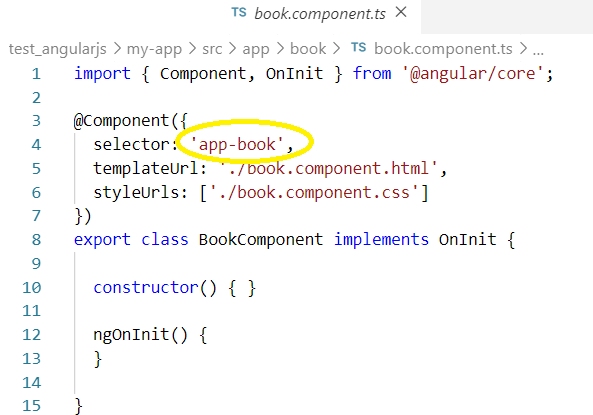 TS book.component.ts ×
test_angularjs > my-app > src > app > book > TS book.component.ts > ...
1 import { Component, OnInit } from '@angular/core';
2
3 @Component({
4   selector: 'app-book',
5   templateUrl: './book.component.html',
6   styleUrls: ['./book.component.css']
7 })
8 export class BookComponent implements OnInit {
9
10   constructor() { }
11
12   ngOnInit() {
13   }
14
15 }